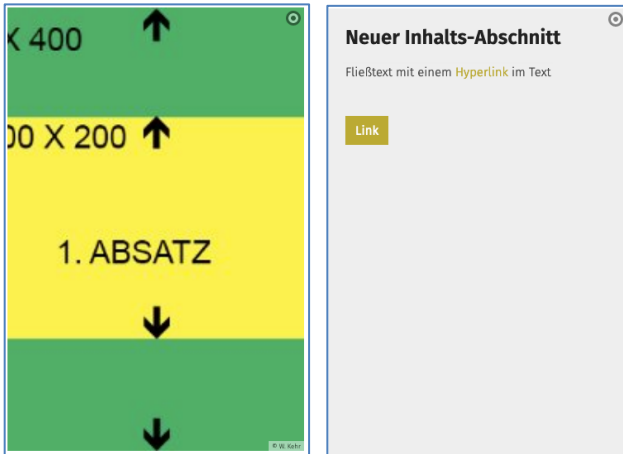 X 400
00 X 200
1. ABSATZ
© W. Kehr
Neuer Inhalts-Abschnitt
Fließtext mit einem Hyperlink im Text
Link